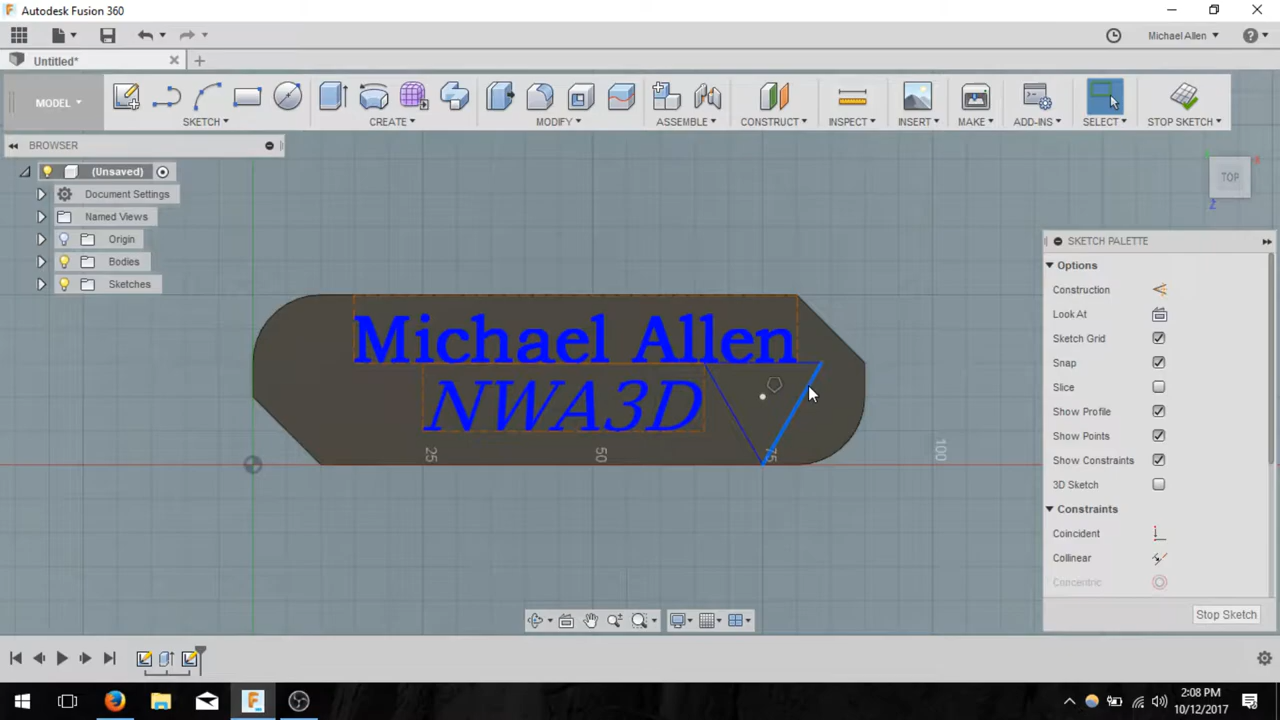 Autodesk Fusion 360
Michael Allen
Untitled*
MODEL
SKETCH
CREATE
MODIFY
ASSEMBLE
CONSTRUCT
INSPECT
INSERT
MAKE
ADD-INS
SELECT
STOP SKETCH
BROWSER
(Unsaved)
Document Settings
Named Views
Origin
Bodies
Sketches
TOP
X
Z
SKETCH PALETTE
Options
Construction
Look At
Sketch Grid
Snap
Slice
Show Profile
Show Points
Show Constraints
3D Sketch
Constraints
Coincident
Collinear
Concentric
Stop Sketch
Michael Allen
NWA3D
25
50
75
100
2:08 PM
10/12/2017